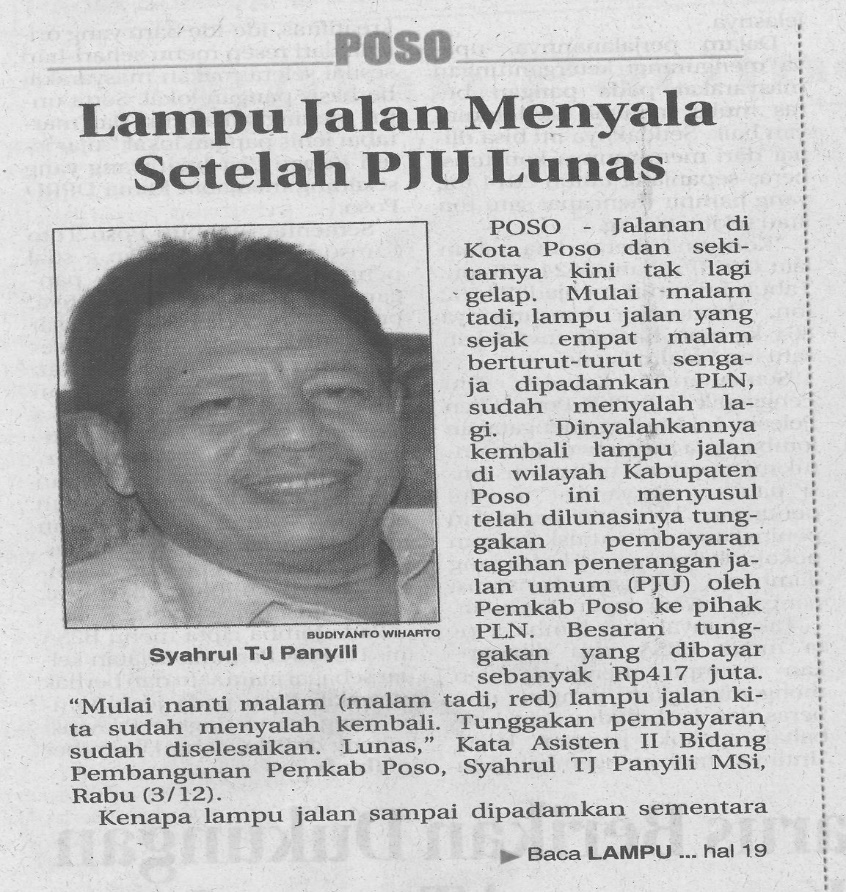 POSO
Lampu Jalan Menyala
Setelah PJU Lunas
POSO - Jalanan di
Kota Poso dan seki-
tarnya kini tak lagi
gelap. Mulai malam
tadi, lampu jalan yang
sejak empat malam
berturut-turut senga-
ja dipadamkan PLN,
sudah menyalah la-
gi. Dinyalahkannya
kembali lampu jalan
di wilayah Kabupaten
Poso ini menyusul
telah dilunasinya tung-
gakan pembayaran
tagihan penerangan ja-
lan umum (PJU) oleh
Pemkab Poso ke pihak
PLN. Besaran tung-
gakan yang dibayar
sebanyak Rp417 juta.
BUDIYANTO WIHARTO
Syahrul TJ Panyili
“Mulai nanti malam (malam tadi, red) lampu jalan ki-
ta sudah menyalah kembali. Tunggakan pembayaran
sudah diselesaikan. Lunas,” Kata Asisten II Bidang
Pembangunan Pemkab Poso, Syahrul TJ Panyili MSi,
Rabu (3/12).
Kenapa lampu jalan sampai dipadamkan sementara
Baca LAMPU ... hal 19